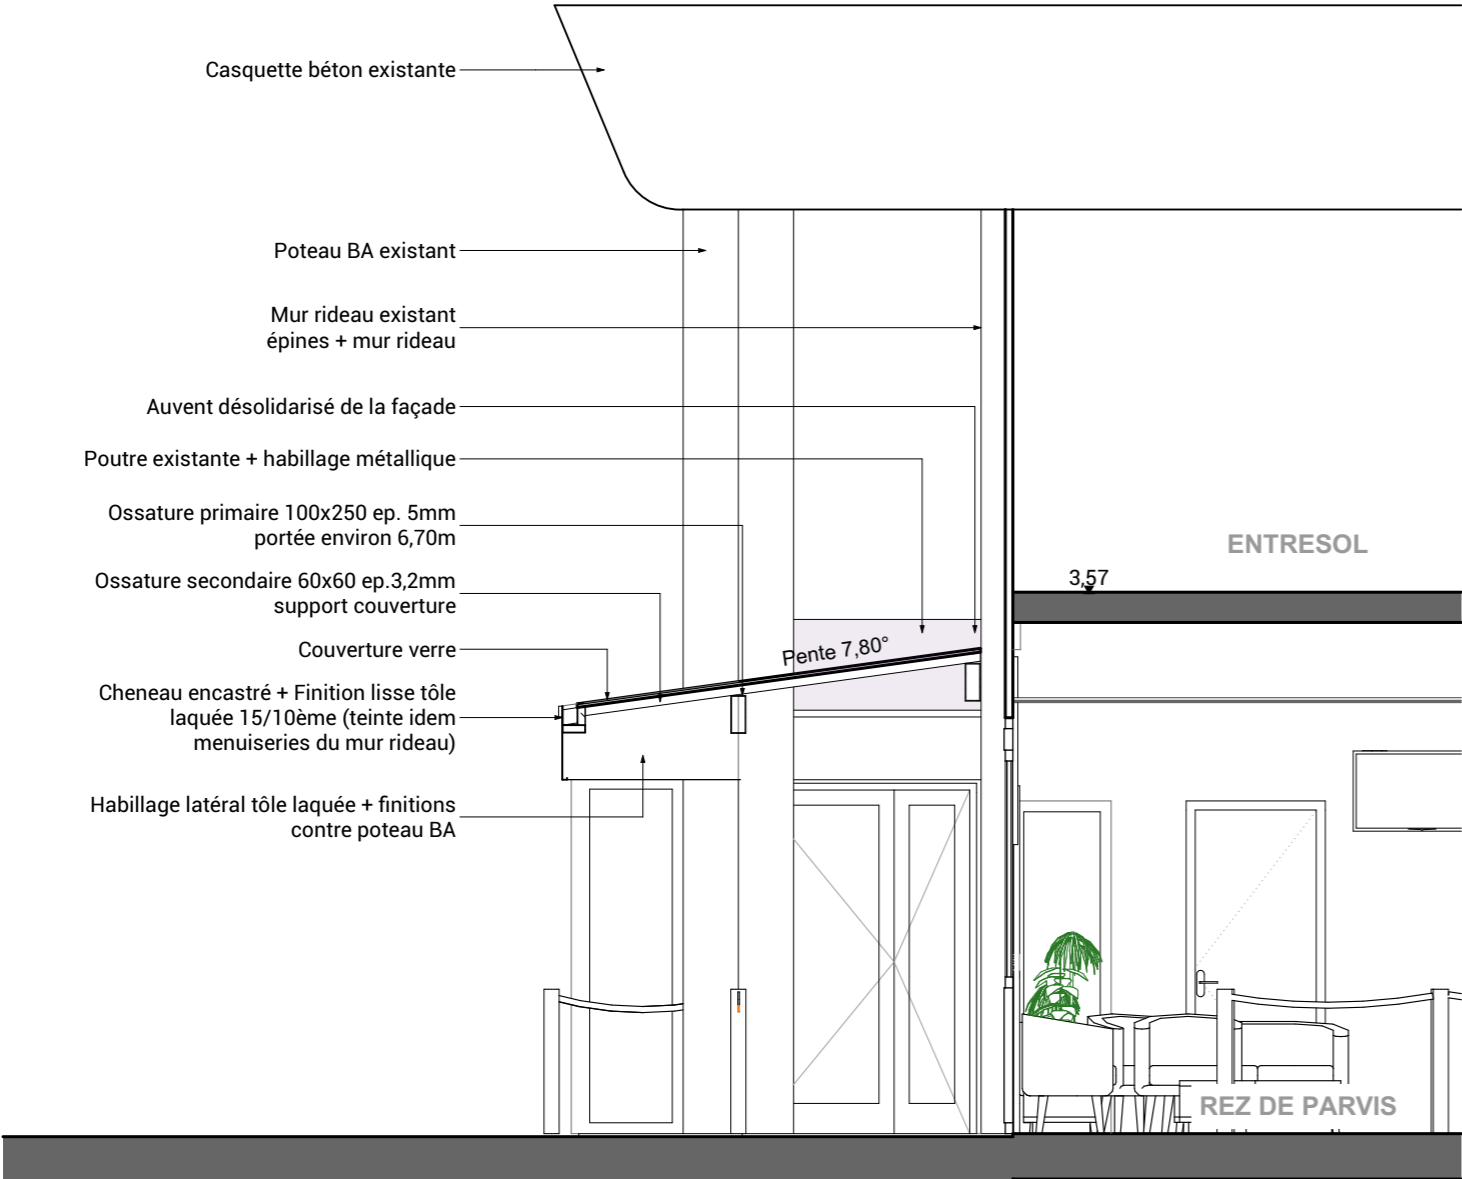 Casquette béton existante
Poteau BA existant
Mur rideau existant
épines + mur rideau
Auvent désolidarisé de la façade
Poutre existante + habillage métallique
Ossature primaire 100x250 ep. 5mm
portée environ 6,70m
ENTRESOL
3,57
Ossature secondaire 60x60 ep.3,2mm
support couverture
Couverture verre
Pente 7,80°
Cheneau encastré + Finition lisse tôle
laquée 15/10ème (teinte idem
menuiseries du mur rideau)
Habillage latéral tôle laquée + finitions
contre poteau BA
REZ DE PARVIS